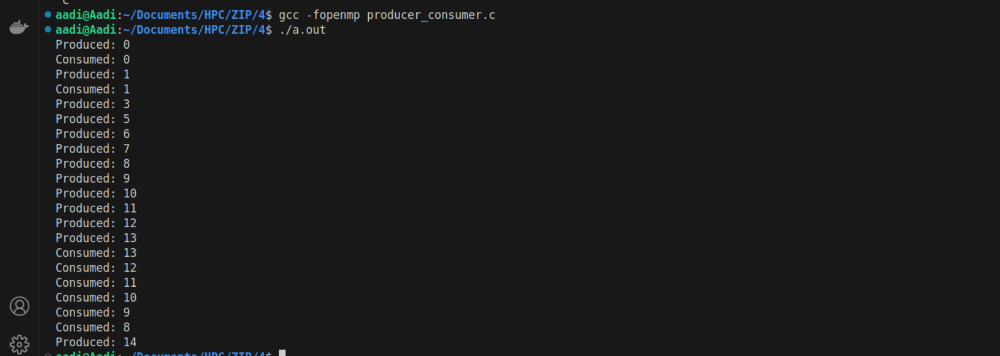 C
aadi@Aadi:~/Documents/HPC/ZIP/4$ gcc -fopenmp producer_consumer.c
aadi@Aadi:~/Documents/HPC/ZIP/4$ ./a.out
Produced: 0
Consumed: 0
Produced: 1
Consumed: 1
Produced: 3
Produced: 5
Produced: 6
Produced: 7
Produced: 8
Produced: 9
Produced: 10
Produced: 11
Produced: 12
Produced: 13
Consumed: 13
Consumed: 12
Consumed: 11
Consumed: 10
Consumed: 9
Consumed: 8
Produced: 14
aadi@Aadi:~/Documents/HPC/ZIP/4$